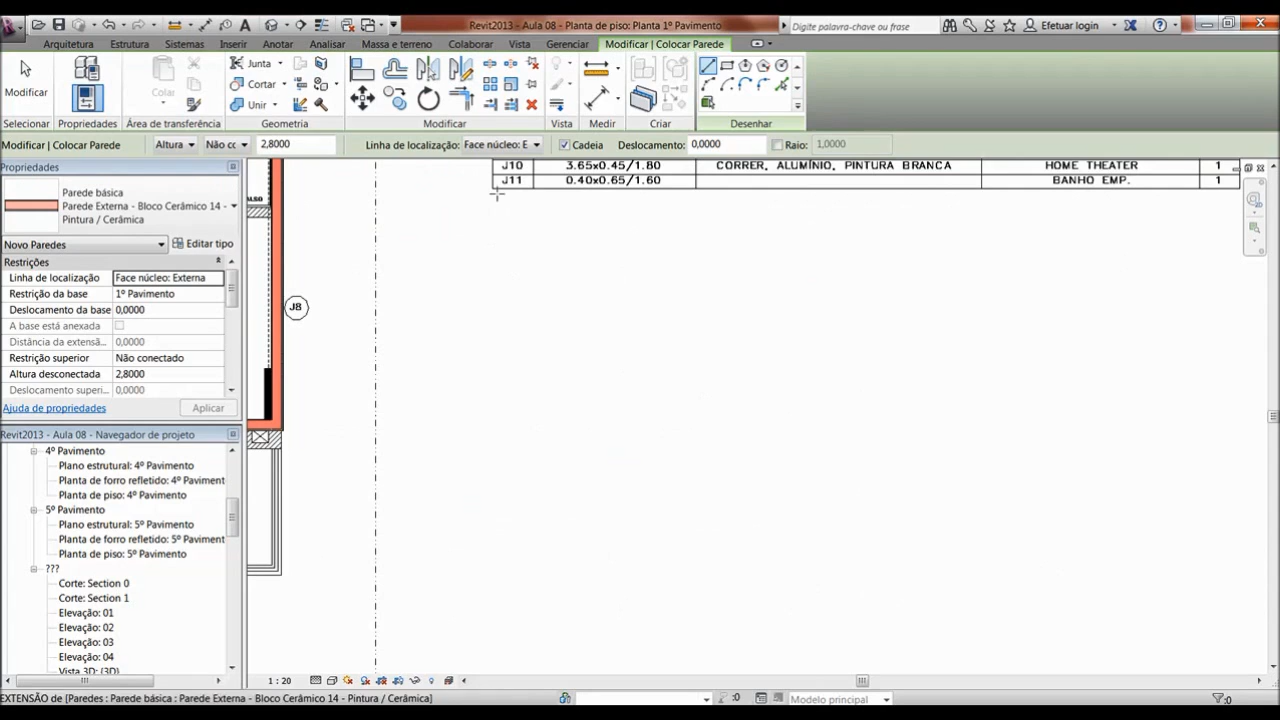 Revit2013 - Aula 08 - Planta de piso: Planta 1º Pavimento
Digite palavra-chave ou frase
Efetuar login
Arquitetura Estrutura Sistemas Inserir Anotar Analisar Massa e terreno Colaborar Vista Gerenciar Modificar | Colocar Parede
Modificar
Colar
Junta
Cortar
Unir
Selecionar Propriedades Área de transferência Geometria Modificar Vista Medir Criar Desenhar
Modificar | Colocar Parede Altura Não cc 2,8000 Linha de localização: Face núcleo: E Cadeia Deslocamento: 0,0000 Raio: 1,0000
Propriedades
Parede básica
Parede Externa - Bloco Cerâmico 14 -
Pintura / Cerâmica
Novo Paredes Editar tipo
Restrições
Linha de localização Face núcleo: Externa
Restrição da base 1º Pavimento
Deslocamento da base 0,0000
A base está anexada
Distância da extensã... 0,0000
Restrição superior Não conectado
Altura desconectada 2,8000
Deslocamento superi... 0,0000
Ajuda de propriedades Aplicar
Revit2013 - Aula 08 - Navegador de projeto
4º Pavimento
Plano estrutural: 4º Pavimento
Planta de forro refletido: 4º Paviment
Planta de piso: 4º Pavimento
5º Pavimento
Plano estrutural: 5º Pavimento
Planta de forro refletido: 5º Paviment
Planta de piso: 5º Pavimento
???
Corte: Section 0
Corte: Section 1
Elevação: 01
Elevação: 02
Elevação: 03
Elevação: 04
Vista 3D: {3D}
J10 3.65x0.45/1.80 CORRER, ALUMÍNIO, PINTURA BRANCA HOME THEATER 1
J11 0.40x0.65/1.60 BANHO EMP. 1
J8
1 : 20
EXTENSÃO de [Paredes : Parede básica : Parede Externa - Bloco Cerâmico 14 - Pintura / Cerâmica]
:0
Modelo principal
:0